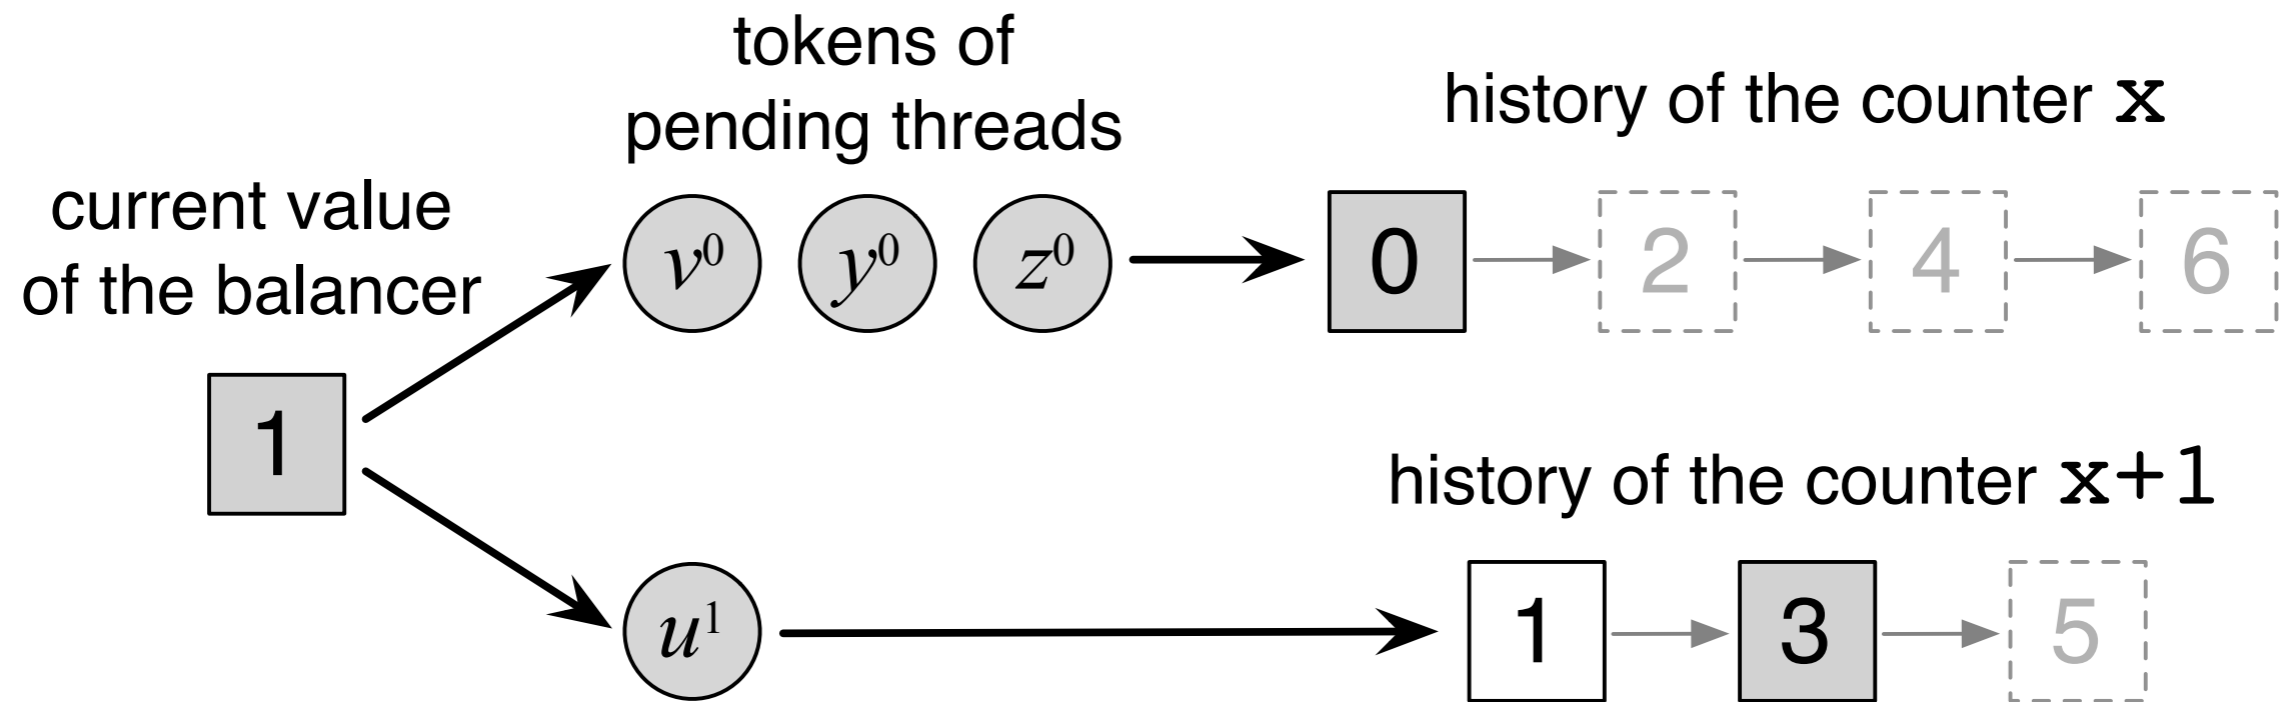 tokens of
pending threads
history of the counter x
current value
of the balancer
v⁰ y⁰ z⁰
0 2 4 6
1
history of the counter x+1
u¹
1 3 5